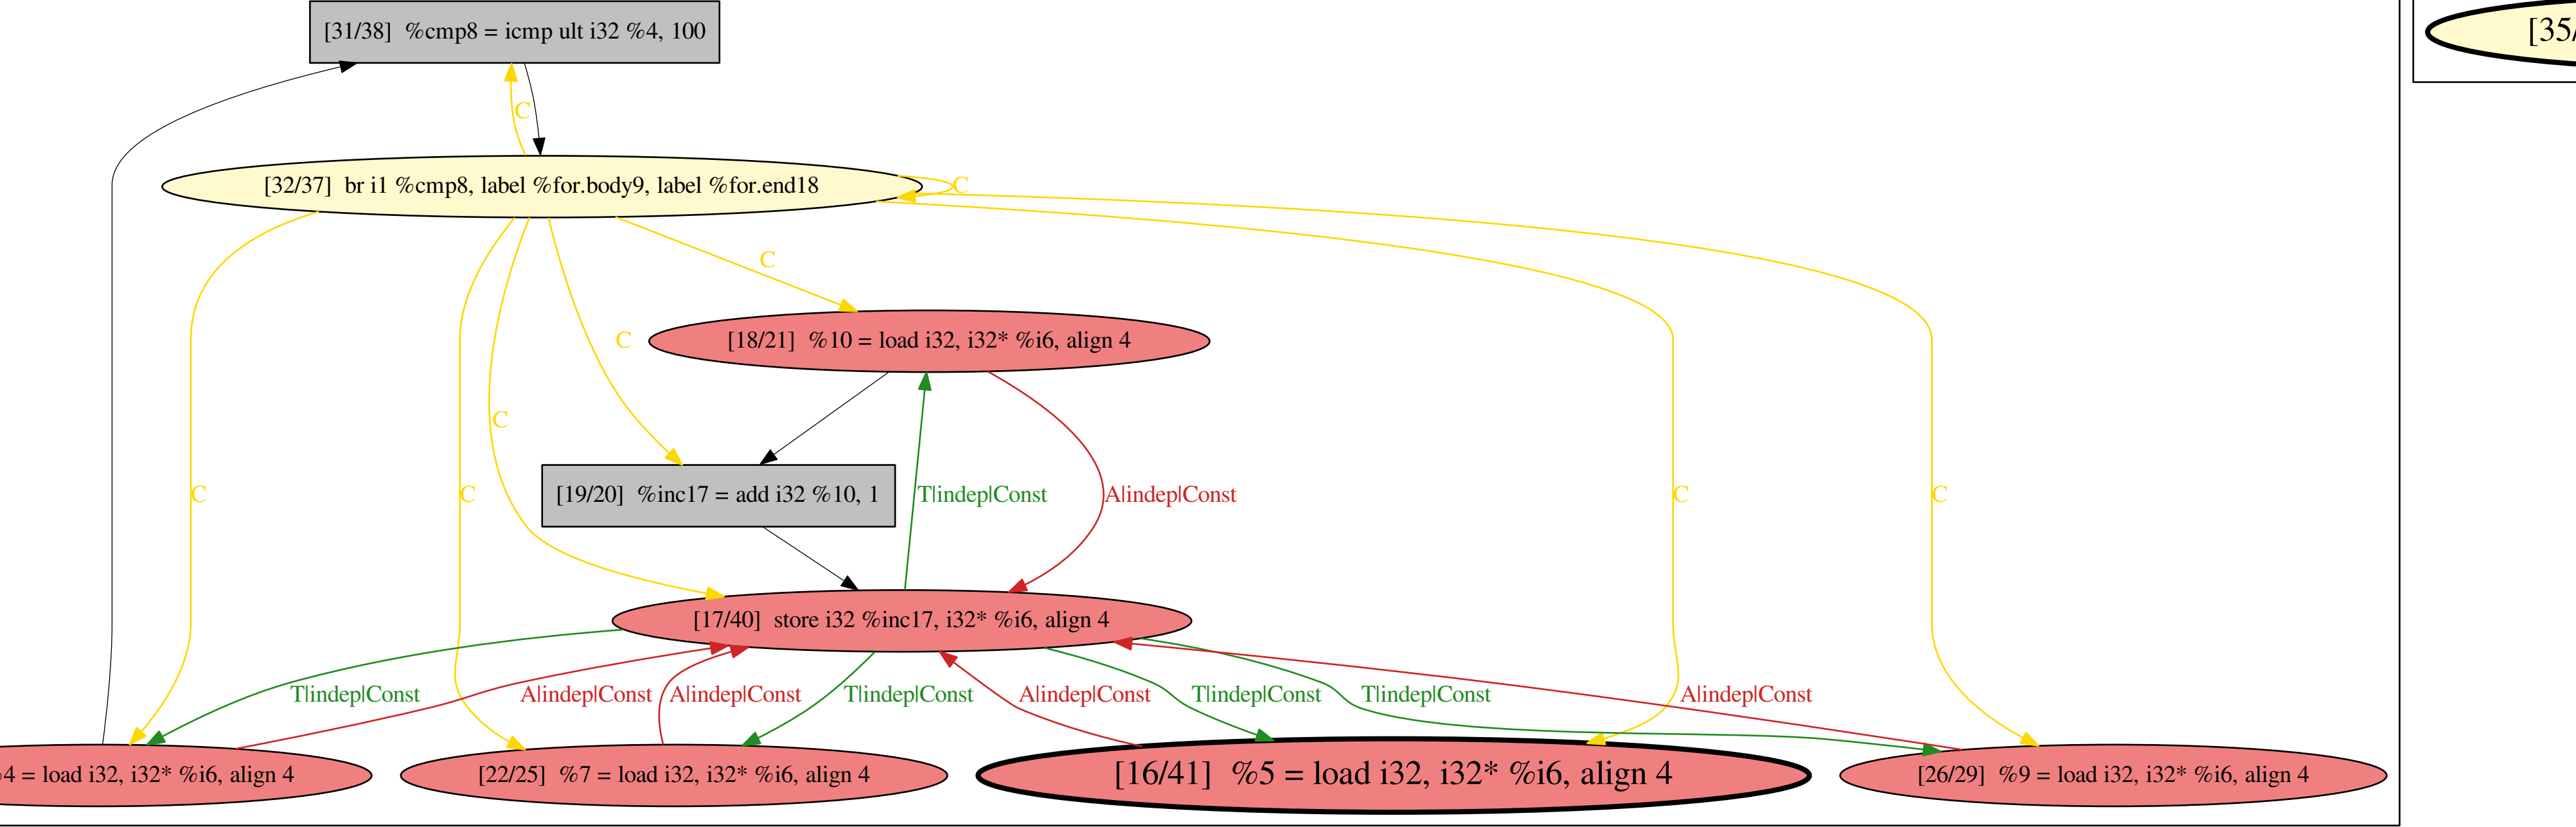 [31/38] %cmp8 = icmp ult i32 %4, 100
[35/
C
[32/37] br i1 %cmp8, label %for.body9, label %for.end18
C
C
[18/21] %10 = load i32, i32* %i6, align 4
C
C
C
C
[19/20] %inc17 = add i32 %10, 1
T|indep|Const
A|indep|Const
C
C
[17/40] store i32 %inc17, i32* %i6, align 4
T|indep|Const
A|indep|Const
A|indep|Const
T|indep|Const
A|indep|Const
T|indep|Const
T|indep|Const
A|indep|Const
4 = load i32, i32* %i6, align 4
[22/25] %7 = load i32, i32* %i6, align 4
[16/41] %5 = load i32, i32* %i6, align 4
[26/29] %9 = load i32, i32* %i6, align 4